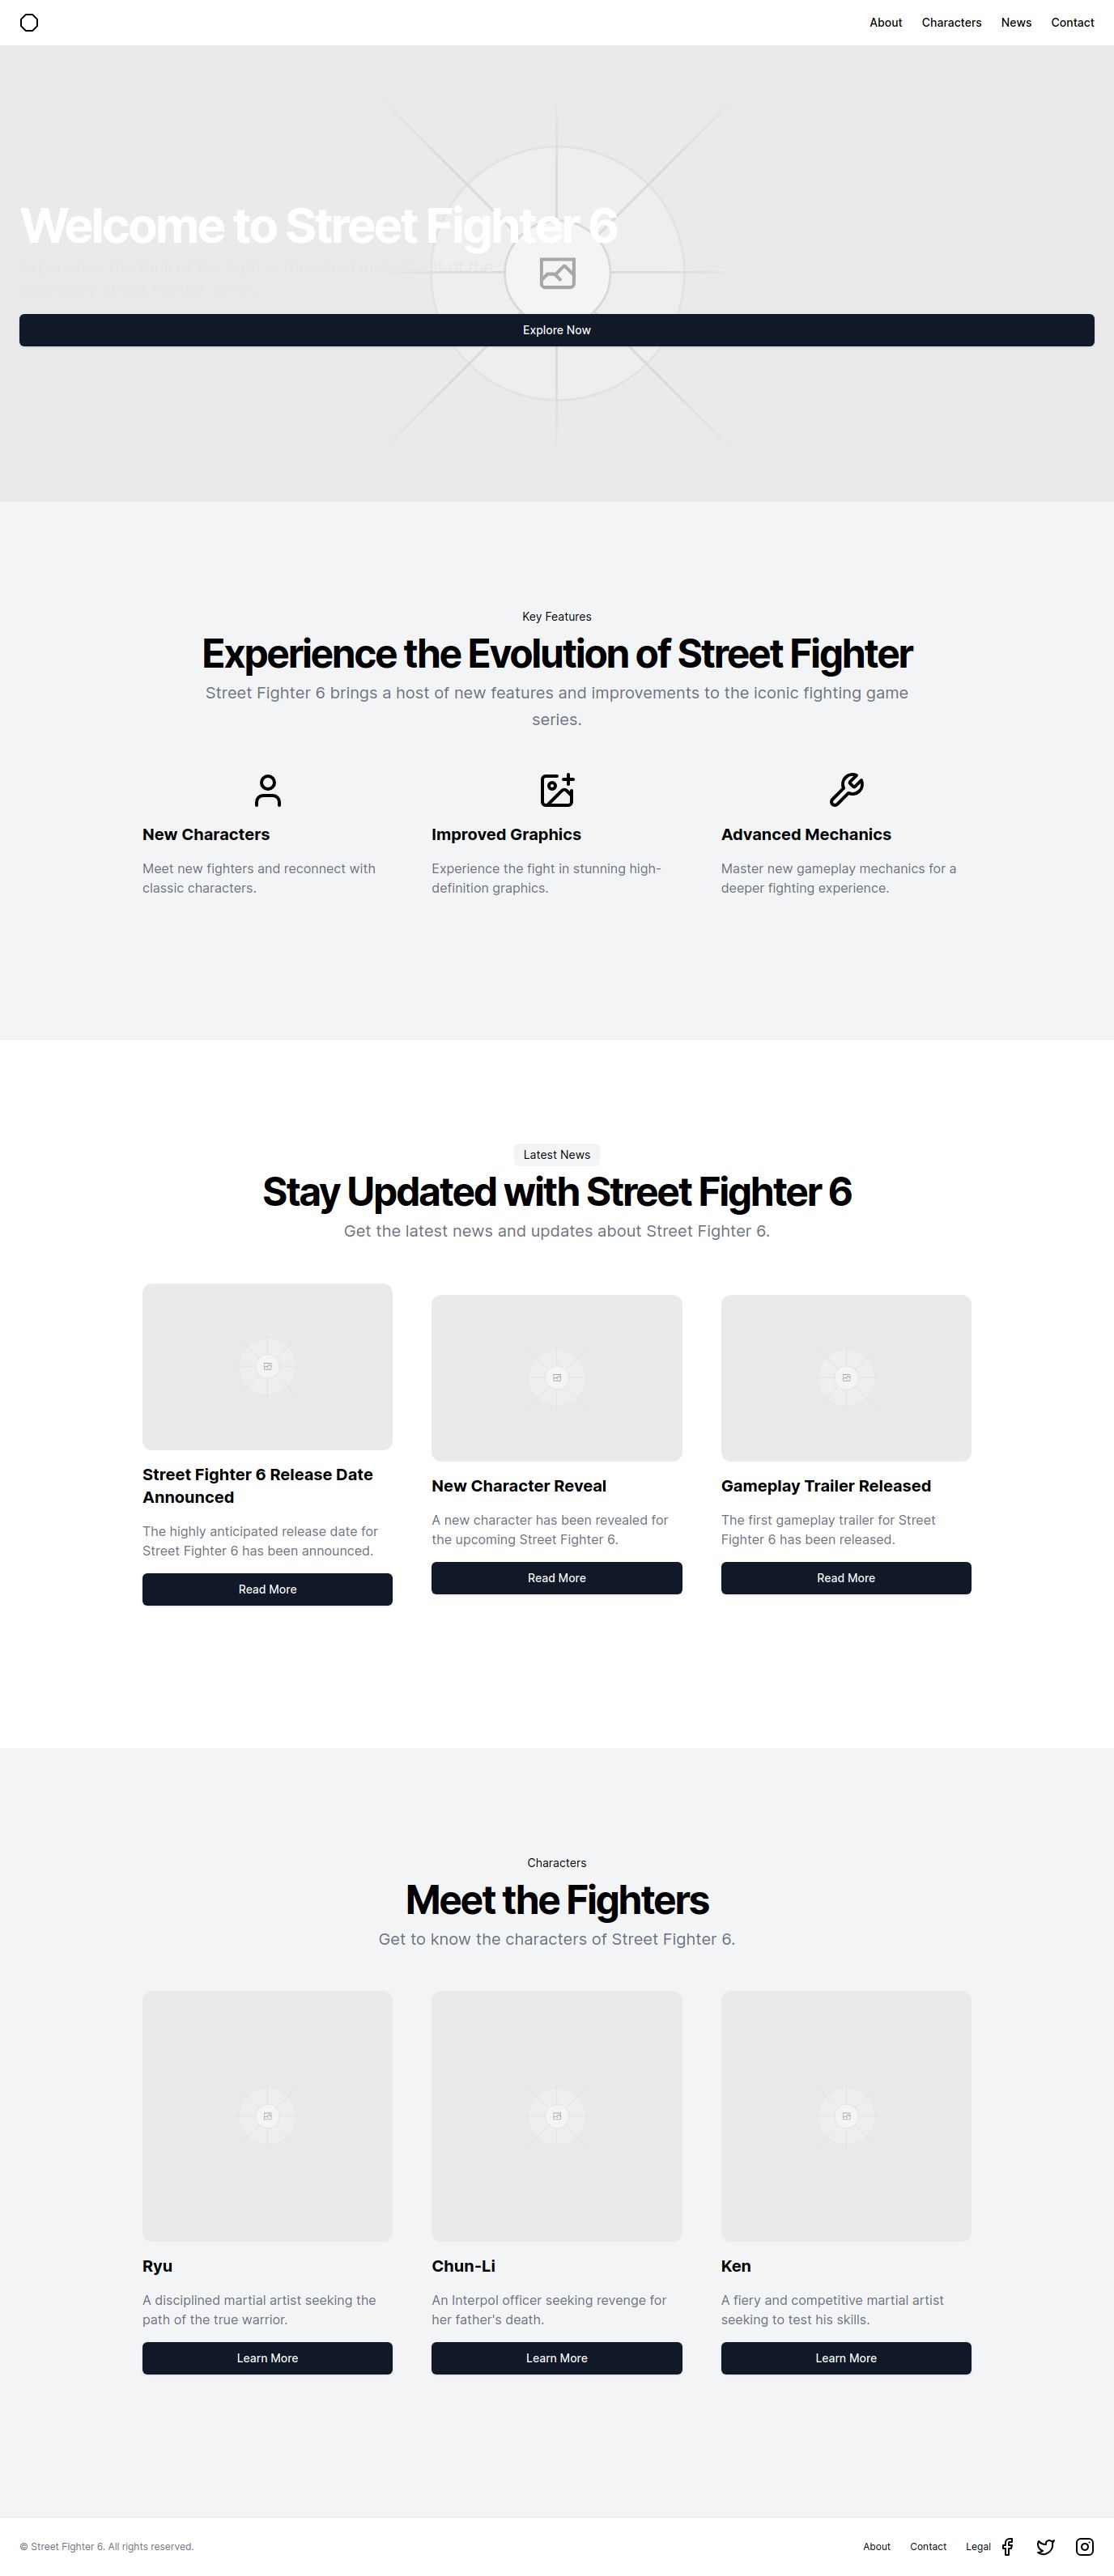 About Characters News Contact
Welcome to Street Fighter 6
Experience the thrill of the fight in the latest installment of the
legendary Street Fighter series.
Explore Now
Key Features
Experience the Evolution of Street Fighter
Street Fighter 6 brings a host of new features and improvements to the iconic fighting game
series.
New Characters
Meet new fighters and reconnect with
classic characters.
Improved Graphics
Experience the fight in stunning high-
definition graphics.
Advanced Mechanics
Master new gameplay mechanics for a
deeper fighting experience.
Latest News
Stay Updated with Street Fighter 6
Get the latest news and updates about Street Fighter 6.
Street Fighter 6 Release Date
Announced
The highly anticipated release date for
Street Fighter 6 has been announced.
Read More
New Character Reveal
A new character has been revealed for
the upcoming Street Fighter 6.
Read More
Gameplay Trailer Released
The first gameplay trailer for Street
Fighter 6 has been released.
Read More
Characters
Meet the Fighters
Get to know the characters of Street Fighter 6.
Ryu
A disciplined martial artist seeking the
path of the true warrior.
Learn More
Chun-Li
An Interpol officer seeking revenge for
her father's death.
Learn More
Ken
A fiery and competitive martial artist
seeking to test his skills.
Learn More
© Street Fighter 6. All rights reserved.
About Contact Legal